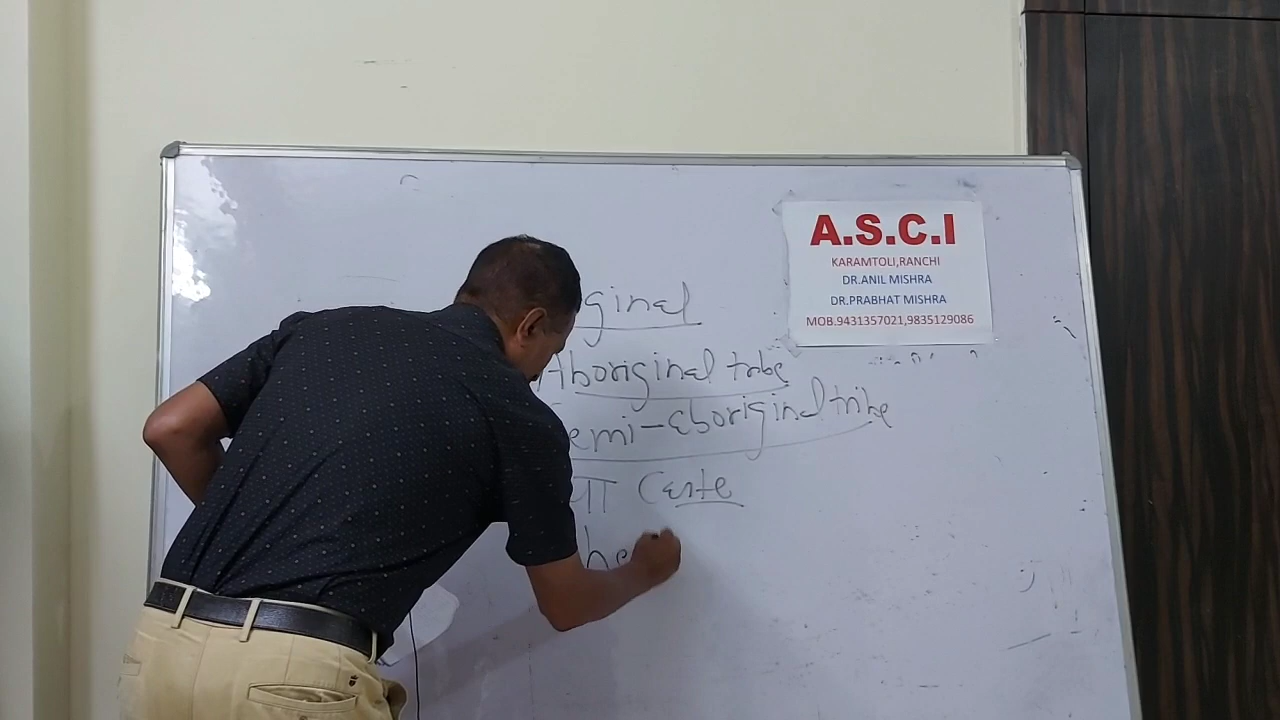 A.S.C.I
KARAMTOLI,RANCHI
DR.ANIL MISHRA
DR.PRABHAT MISHRA
MOB.9431357021,9835129086
ginal
Aboriginal tribe
emi-aboriginal tribe
Caste
he